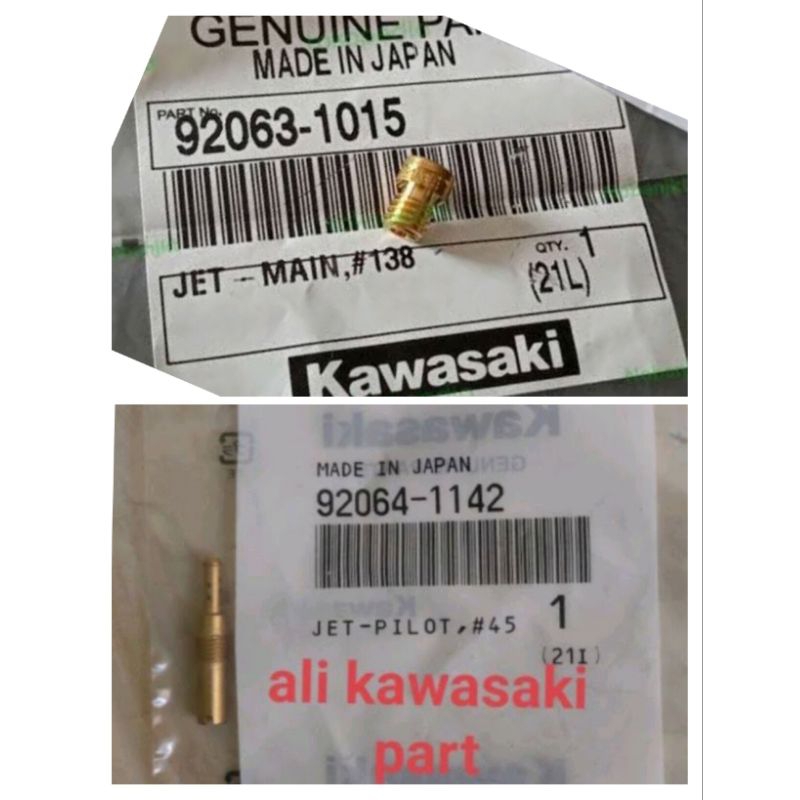 GENUINE PA
MADE IN JAPAN
PART No.
92063-1015
JET - MAIN,#138
QTY. 1
(21L)
Kawasaki
Kawasaki
MADE IN JAPAN
92064-1142
JET-PILOT,#45 1
(21I)
ali kawasaki
part